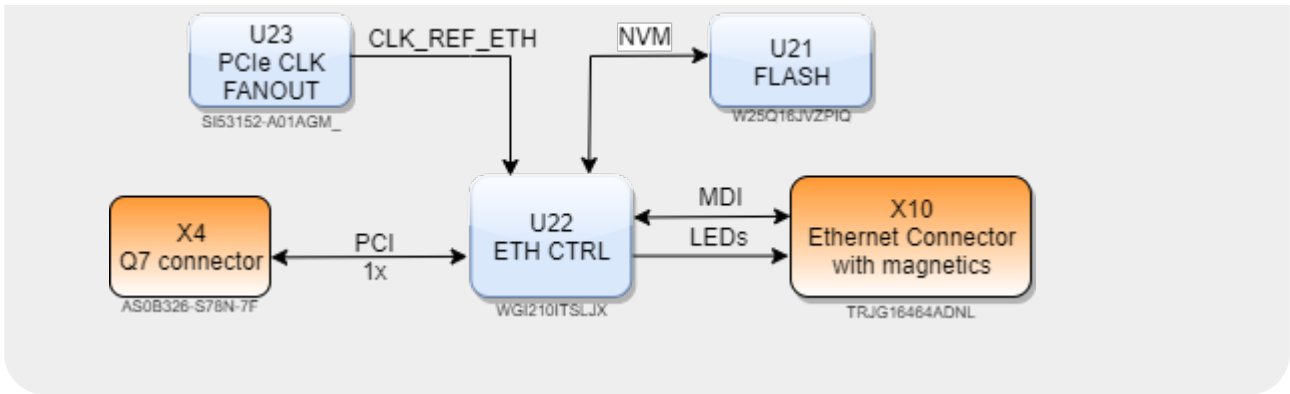 U23
PCIe CLK
FANOUT
SI53152-A01AGM_
CLK_REF_ETH
NVM
U21
FLASH
W25Q16JVZPIQ
X4
Q7 connector
AS0B326-S78N-7F
PCI
1x
U22
ETH CTRL
WGI210ITSLJX
MDI
LEDs
X10
Ethernet Connector
with magnetics
TRJG16464ADNL